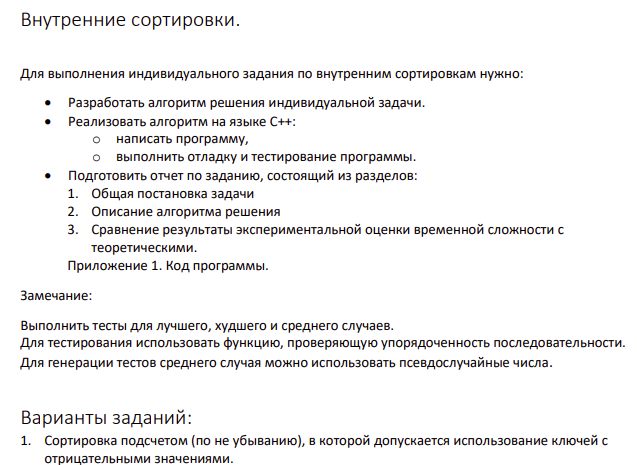 Внутренние сортировки.
Для выполнения индивидуального задания по внутренним сортировкам нужно:
• Разработать алгоритм решения индивидуальной задачи.
• Реализовать алгоритм на языке С++:
o написать программу,
o выполнить отладку и тестирование программы.
• Подготовить отчет по заданию, состоящий из разделов:
1. Общая постановка задачи
2. Описание алгоритма решения
3. Сравнение результаты экспериментальной оценки временной сложности с
теоретическими.
Приложение 1. Код программы.
Замечание:
Выполнить тесты для лучшего, худшего и среднего случаев.
Для тестирования использовать функцию, проверяющую упорядоченность последовательности.
Для генерации тестов среднего случая можно использовать псевдослучайные числа.
Варианты заданий:
1. Сортировка подсчетом (по не убыванию), в которой допускается использование ключей с
отрицательными значениями.